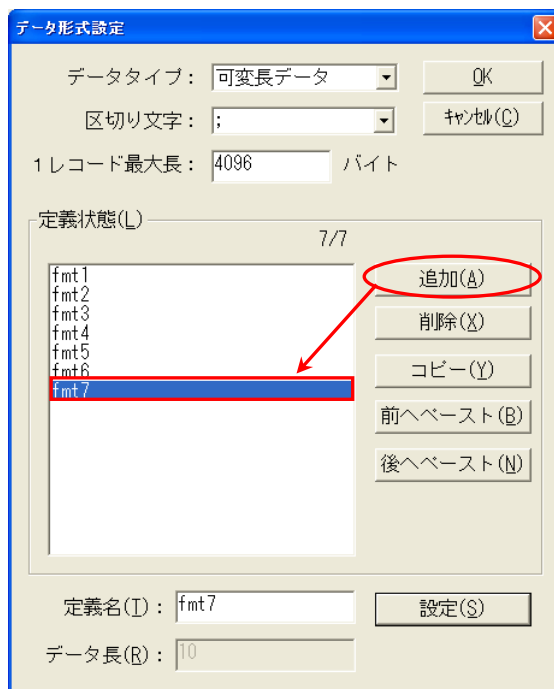 データ形式設定
データタイプ： 可変長データ OK
区切り文字： ; ｷｬﾝｾﾙ(C)
1レコード最大長： 4096 バイト
定義状態(L)
7/7
fmt1
fmt2
fmt3
fmt4
fmt5
fmt6
fmt7
追加(A)
削除(X)
コピー(Y)
前へペースト(B)
後へペースト(N)
定義名(T)： fmt7 設定(S)
データ長(R)： 10